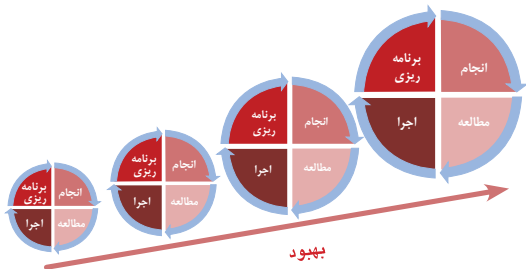 برنامه
ریزی
انجام
اجرا
مطالعه
برنامه
ریزی
انجام
اجرا
مطالعه
برنامه
ریزی
انجام
اجرا
مطالعه
برنامه
ریزی
انجام
اجرا
مطالعه
بهبود